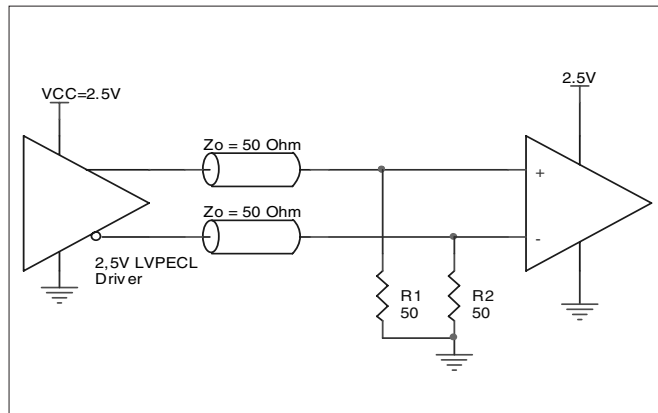 VCC=2.5V
2.5V
Zo = 50 Ohm
Zo = 50 Ohm
+
-
2,5V LVPECL
Driver
R1
50
R2
50